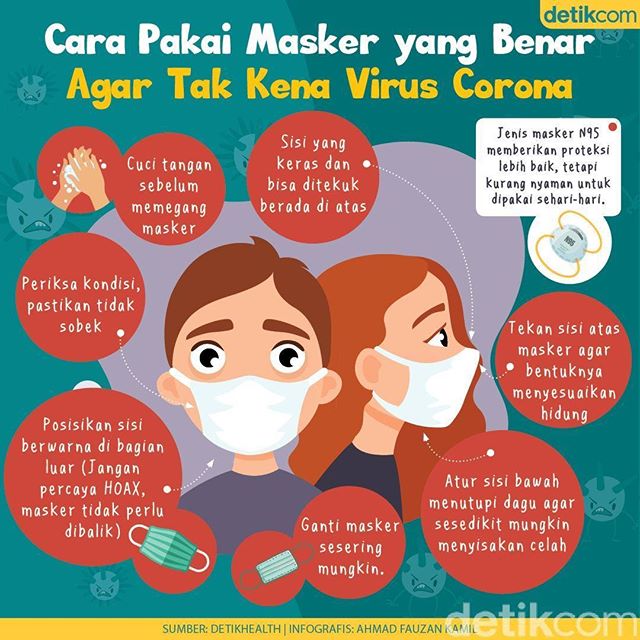 detikcom
Cara Pakai Masker yang Benar
Agar Tak Kena Virus Corona
Cuci tangan
sebelum
memegang
masker
Sisi yang
keras dan
bisa ditekuk
berada di atas
Jenis masker N95
memberikan proteksi
lebih baik, tetapi
kurang nyaman untuk
dipakai sehari-hari.
N95
Periksa kondisi,
pastikan tidak
sobek
Tekan sisi atas
masker agar
bentuknya
menyesuaikan
hidung
Posisikan sisi
berwarna di bagian
luar (Jangan
percaya HOAX,
masker tidak perlu
dibalik)
Ganti masker
sesering
mungkin.
Atur sisi bawah
menutupi dagu agar
sesedikit mungkin
menyisakan celah
detikcom
SUMBER: DETIKHEALTH | INFOGRAFIS: AHMAD FAUZAN KAMIL